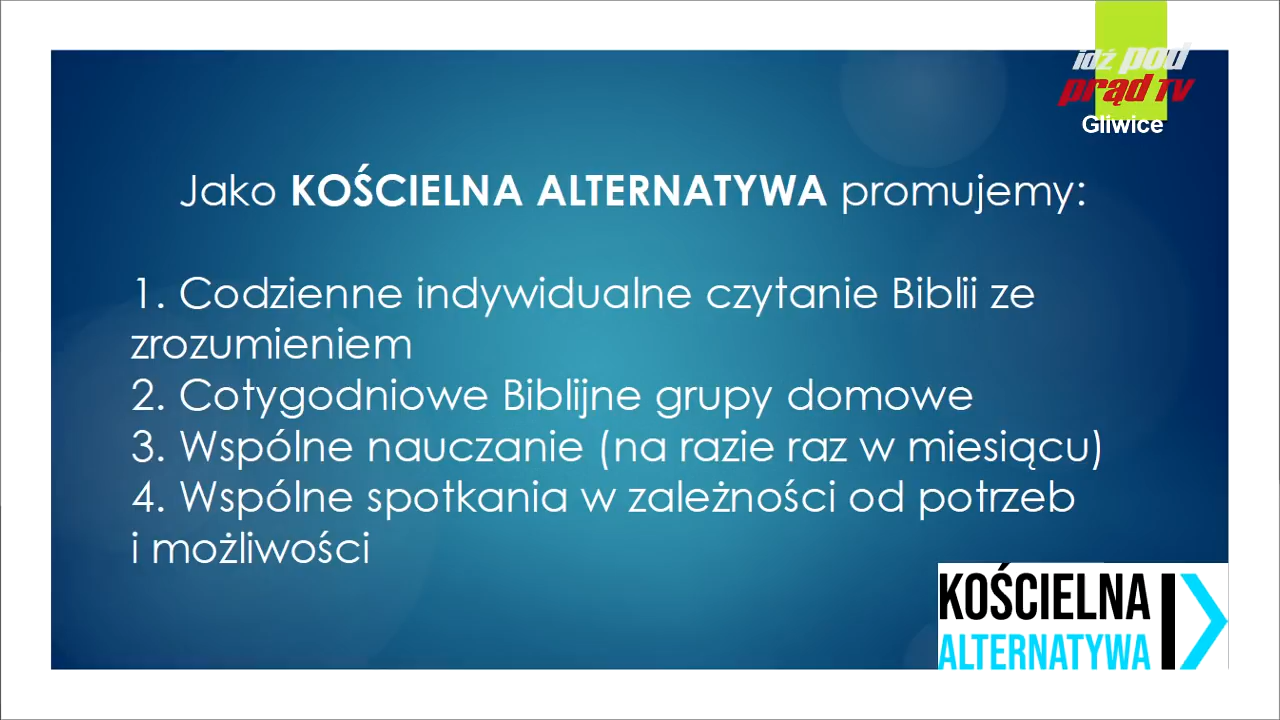 idź pod
prąd TV
Gliwice
Jako KOŚCIELNA ALTERNATYWA promujemy:
1. Codzienne indywidualne czytanie Biblii ze
zrozumieniem
2. Cotygodniowe Biblijne grupy domowe
3. Wspólne nauczanie (na razie raz w miesiącu)
4. Wspólne spotkania w zależności od potrzeb
i możliwości
KOŚCIELNA
ALTERNATYWA